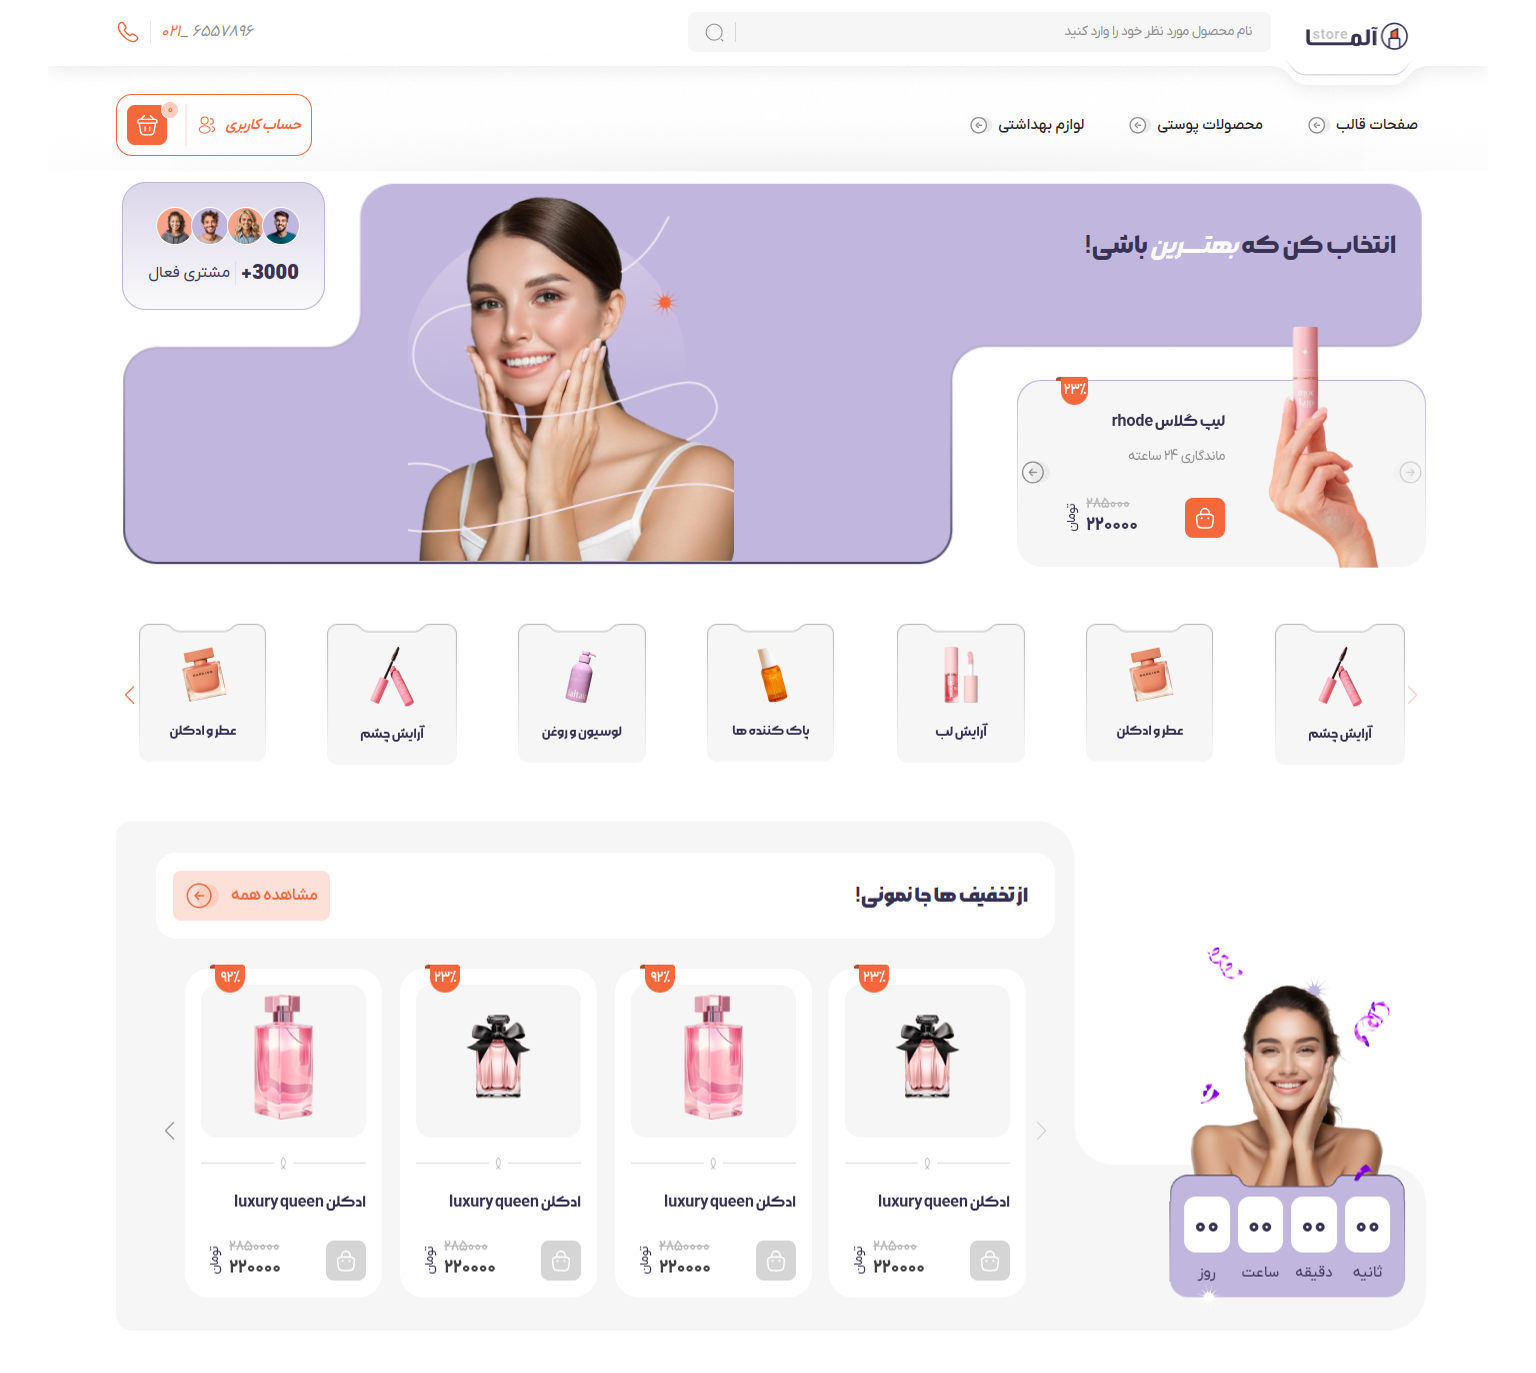 آلمـــا store
نام محصول مورد نظر خود را وارد کنید
۰۲۱_ ۶۵۵۷۸۹۶
صفحات قالب
محصولات پوستی
لوازم بهداشتی
حساب کاربری
۰
انتخاب کن که بهتـــرین باشی!
+3000 مشتری فعال
۲۳٪
لیپ گلاس rhode
ماندگاری ۲۴ ساعته
۲۸۵۰۰۰
۲۲۰۰۰۰ تومان
آرایش چشم
عطر و ادکلن
آرایش لب
پاک کننده ها
لوسیون و روغن
آرایش چشم
عطر و ادکلن
از تخفیف ها جا نمونی!
مشاهده همه
۲۳٪
ادکلن luxury queen
۲۸۵۰۰۰
۲۲۰۰۰۰ تومان
۹۲٪
ادکلن luxury queen
۲۸۵۰۰۰۰
۲۲۰۰۰۰ تومان
۲۳٪
ادکلن luxury queen
۲۸۵۰۰۰
۲۲۰۰۰۰ تومان
۹۲٪
ادکلن luxury queen
۲۸۵۰۰۰۰
۲۲۰۰۰۰ تومان
۰۰ ۰۰ ۰۰ ۰۰
ثانیه دقیقه ساعت روز